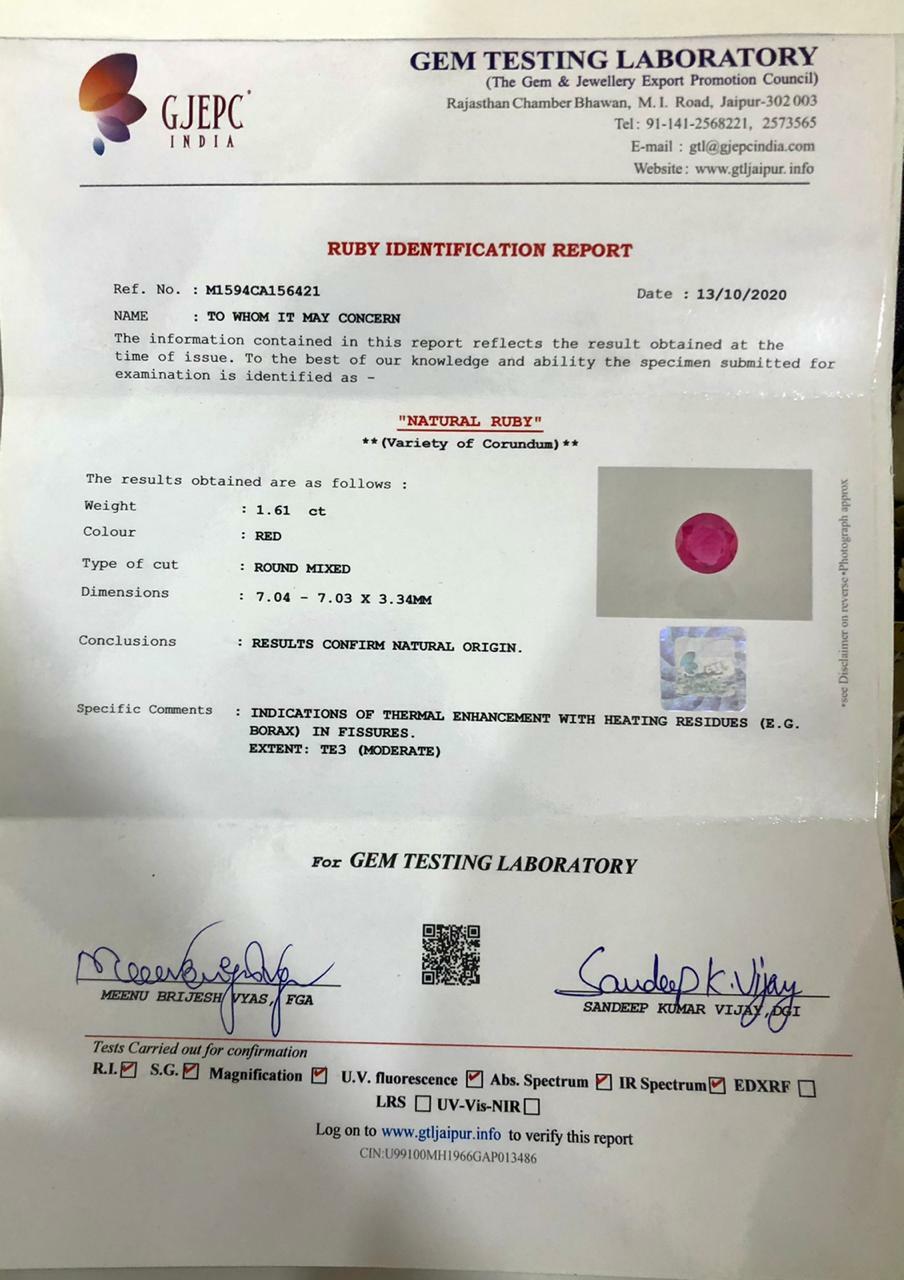 GJEPC
INDIA
GEM TESTING LABORATORY
(The Gem & Jewellery Export Promotion Council)
Rajasthan Chamber Bhawan, M. I. Road, Jaipur-302 003
Tel : 91-141-2568221, 2573565
E-mail : gtl@gjepcindia.com
Website : www.gtljaipur.info
RUBY IDENTIFICATION REPORT
Ref. No. : M1594CA156421 Date : 13/10/2020
NAME : TO WHOM IT MAY CONCERN
The information contained in this report reflects the result obtained at the
time of issue. To the best of our knowledge and ability the specimen submitted for
examination is identified as -
"NATURAL RUBY"
**(Variety of Corundum)**
The results obtained are as follows :
Weight : 1.61 ct
Colour : RED
Type of cut : ROUND MIXED
Dimensions : 7.04 - 7.03 X 3.34MM
Conclusions : RESULTS CONFIRM NATURAL ORIGIN.
Specific Comments : INDICATIONS OF THERMAL ENHANCEMENT WITH HEATING RESIDUES (E.G.
BORAX) IN FISSURES.
EXTENT: TE3 (MODERATE)
*see Disclaimer on reverse•Photograph approx
For GEM TESTING LABORATORY
Sandeep K. Vijay
MEENU BRIJESH VYAS, FGA
SANDEEP KUMAR VIJAY, DGI
Tests Carried out for confirmation
R.I. S.G. Magnification U.V. fluorescence Abs. Spectrum IR Spectrum EDXRF
LRS UV-Vis-NIR
Log on to www.gtljaipur.info to verify this report
CIN:U99100MH1966GAP013486